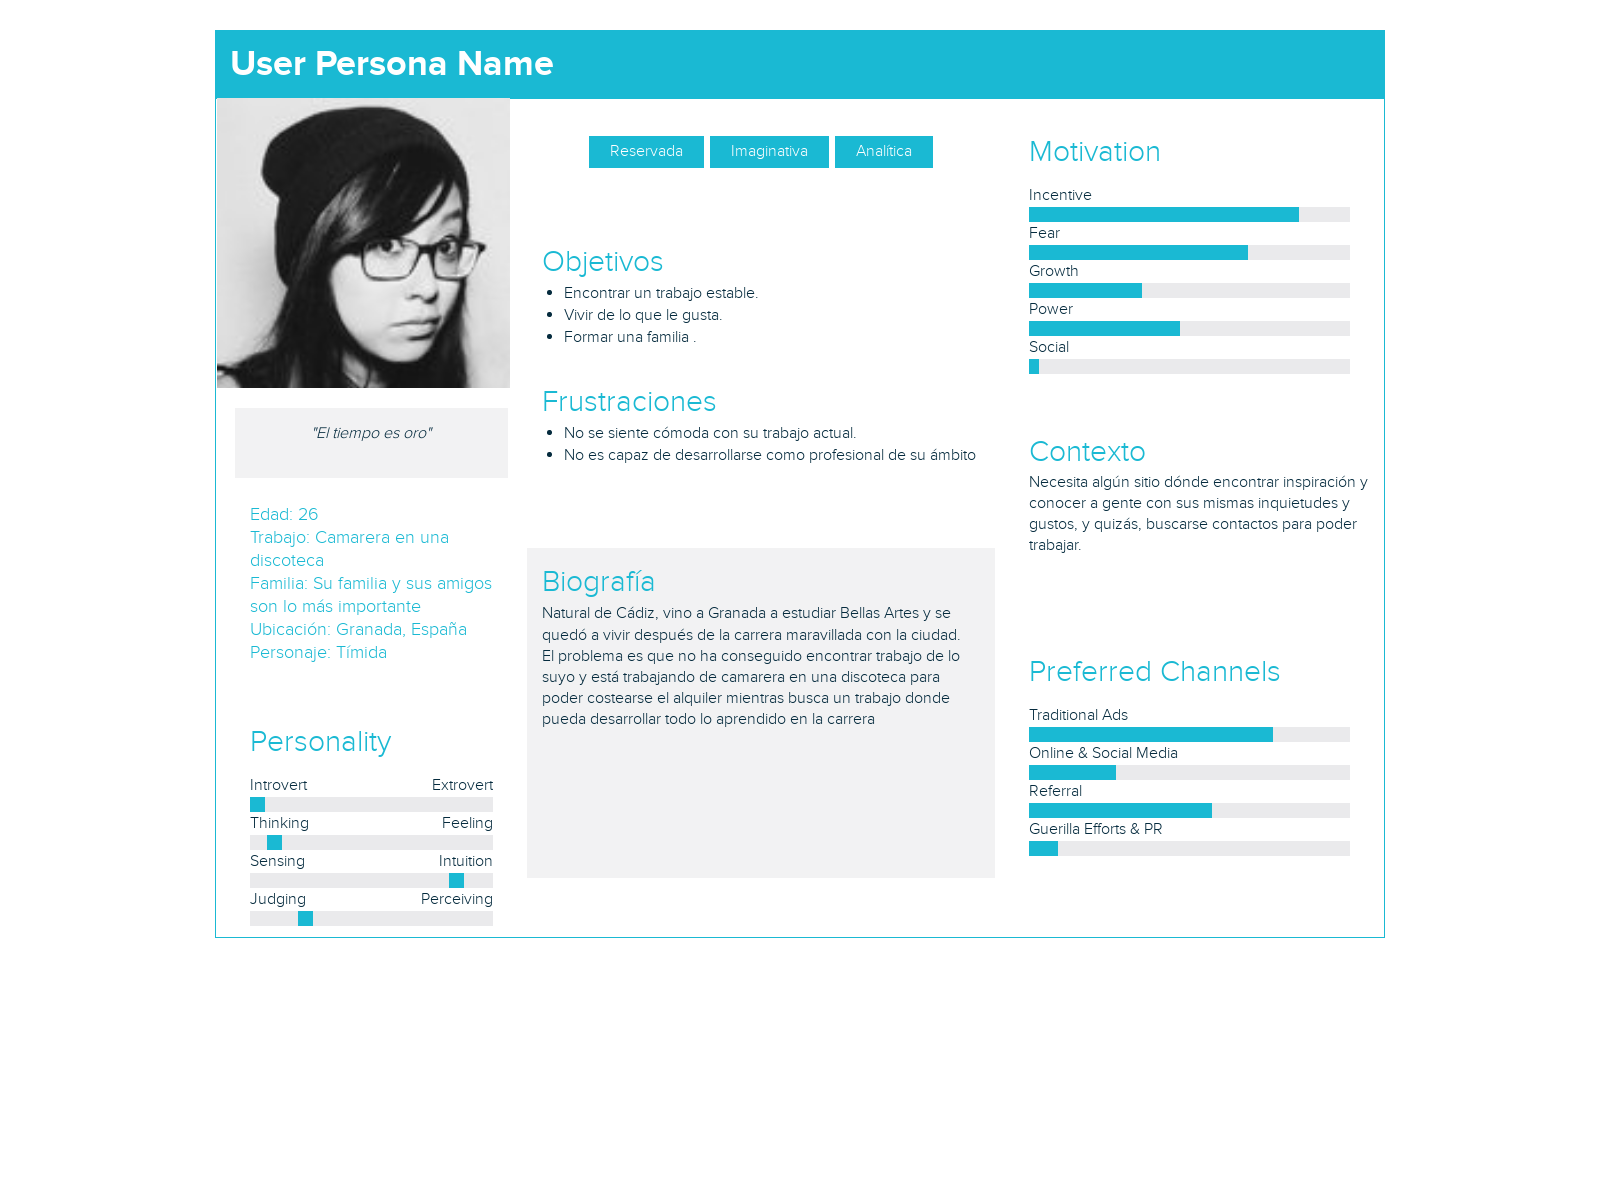 User Persona Name
"El tiempo es oro"
Edad: 26
Trabajo: Camarera en una
discoteca
Familia: Su familia y sus amigos
son lo más importante
Ubicación: Granada, España
Personaje: Tímida
Personality
Introvert Extrovert
Thinking Feeling
Sensing Intuition
Judging Perceiving
Reservada Imaginativa Analítica
Objetivos
• Encontrar un trabajo estable.
• Vivir de lo que le gusta.
• Formar una familia .
Frustraciones
• No se siente cómoda con su trabajo actual.
• No es capaz de desarrollarse como profesional de su ámbito
Biografía
Natural de Cádiz, vino a Granada a estudiar Bellas Artes y se
quedó a vivir después de la carrera maravillada con la ciudad.
El problema es que no ha conseguido encontrar trabajo de lo
suyo y está trabajando de camarera en una discoteca para
poder costearse el alquiler mientras busca un trabajo donde
pueda desarrollar todo lo aprendido en la carrera
Motivation
Incentive
Fear
Growth
Power
Social
Contexto
Necesita algún sitio dónde encontrar inspiración y
conocer a gente con sus mismas inquietudes y
gustos, y quizás, buscarse contactos para poder
trabajar.
Preferred Channels
Traditional Ads
Online & Social Media
Referral
Guerilla Efforts & PR